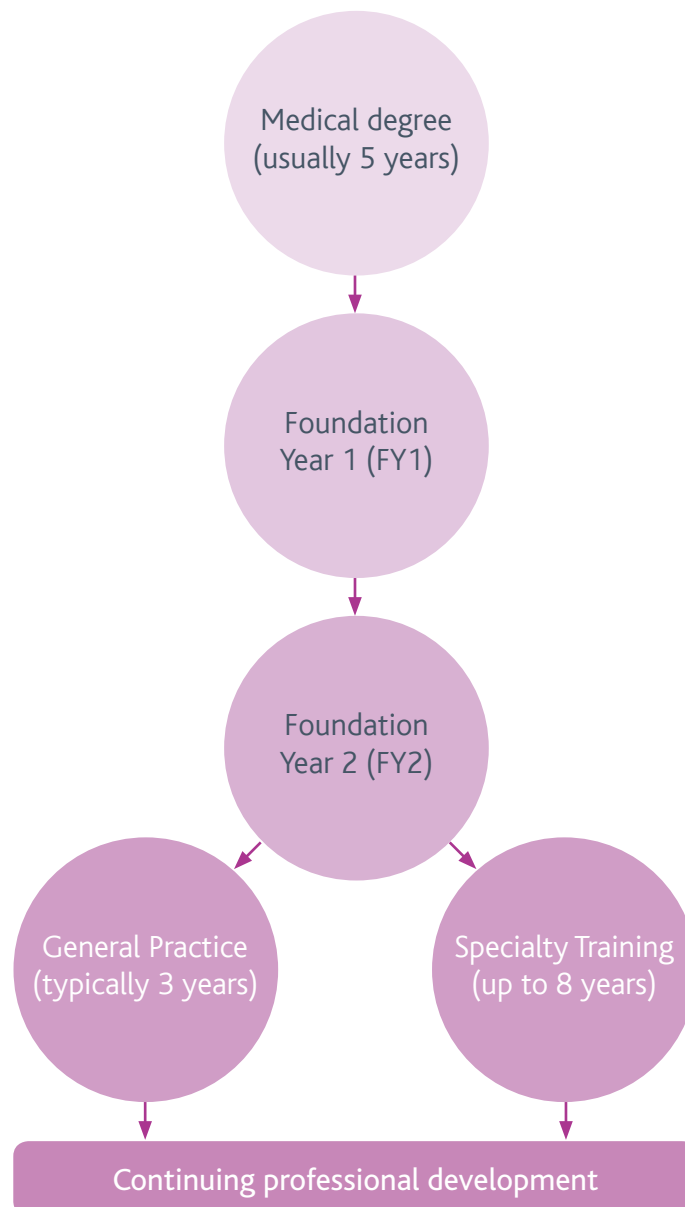 Medical degree
(usually 5 years)
Foundation
Year 1 (FY1)
Foundation
Year 2 (FY2)
General Practice
(typically 3 years)
Specialty Training
(up to 8 years)
Continuing professional development